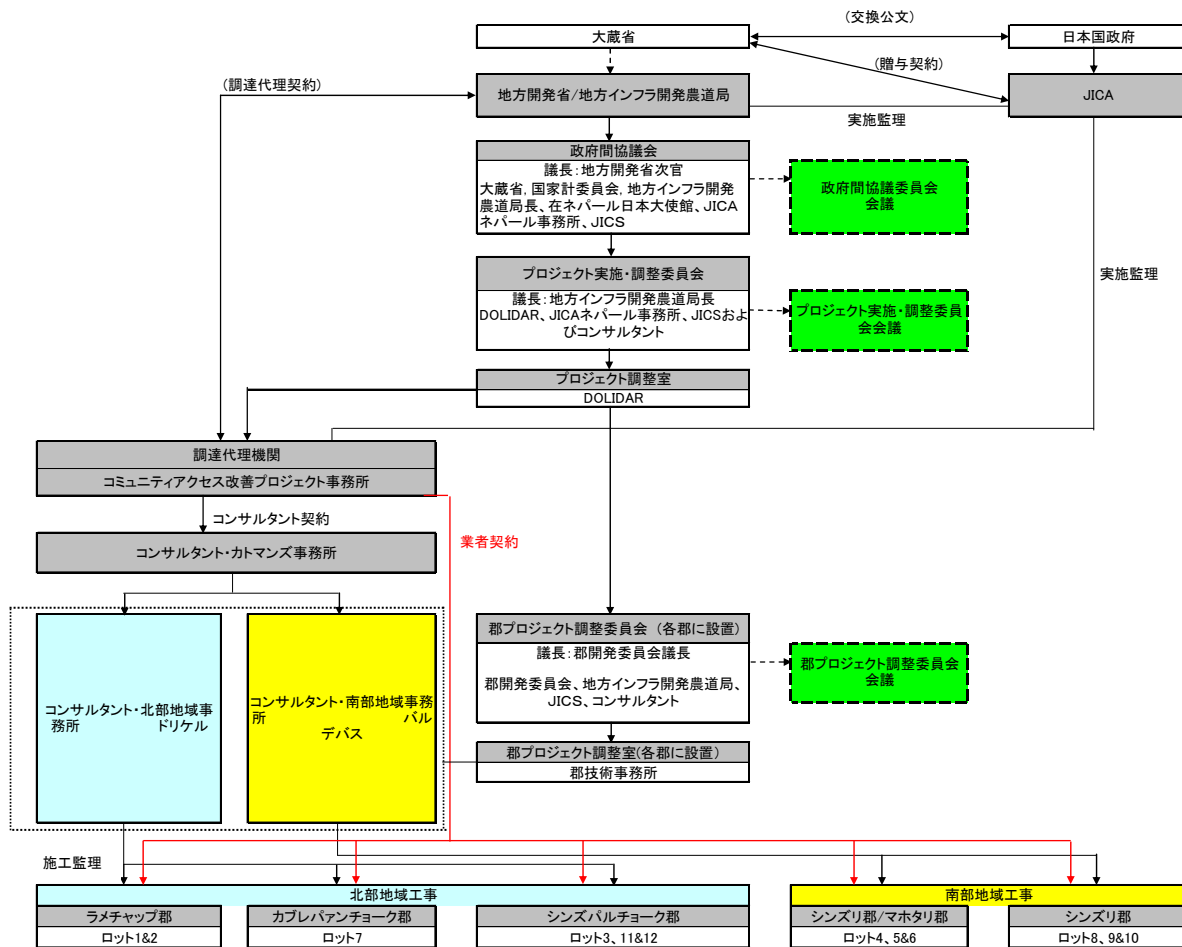 (交換公文)
大蔵省
日本国政府
(贈与契約)
(調達代理契約)
地方開発省/地方インフラ開発農道局
JICA
実施監理
政府間協議会
議長:地方開発省次官
大蔵省, 国家計委員会, 地方インフラ開発
農道局長、在ネパール日本大使館、JICA
ネパール事務所、JICS
政府間協議委員会
会議
プロジェクト実施・調整委員会
議長:地方インフラ開発農道局長
DOLIDAR、JICAネパール事務所、JICSおよ
びコンサルタント
実施監理
プロジェクト実施・調整委員
会会議
プロジェクト調整室
DOLIDAR
調達代理機関
コミュニティアクセス改善プロジェクト事務所
コンサルタント契約
業者契約
コンサルタント・カトマンズ事務所
コンサルタント・北部地域事
務所 ドリケル
コンサルタント・南部地域事務
所 バル
デバス
郡プロジェクト調整委員会 (各郡に設置)
議長:郡開発委員会議長
郡開発委員会、地方インフラ開発農道局、
JICS、コンサルタント
郡プロジェクト調整委員会
会議
郡プロジェクト調整室(各郡に設置)
郡技術事務所
施工監理
北部地域工事
南部地域工事
ラメチャップ郡
カブレパァンチョーク郡
シンズパルチョーク郡
シンズリ郡/マホタリ郡
シンズリ郡
ロット1&2
ロット7
ロット3、11&12
ロット4、5&6
ロット8、9&10